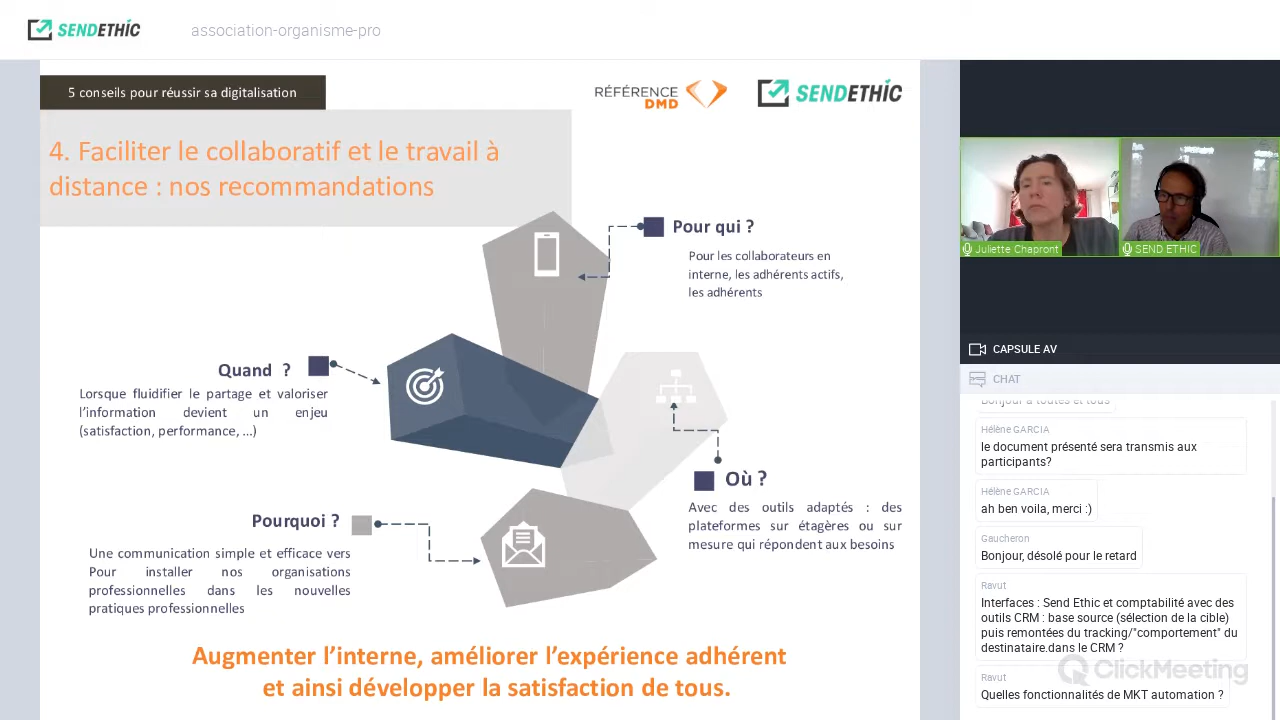 SENDETHIC
association-organisme-pro
5 conseils pour réussir sa digitalisation
RÉFÉRENCE
DMD
SENDETHIC
4. Faciliter le collaboratif et le travail à
distance : nos recommandations
Pour qui ?
Pour les collaborateurs en
interne, les adhérents actifs,
les adhérents
Quand ?
Lorsque fluidifier le partage et valoriser
l’information devient un enjeu
(satisfaction, performance, …)
Où ?
Avec des outils adaptés : des
plateformes sur étagères ou sur
mesure qui répondent aux besoins
Pourquoi ?
Une communication simple et efficace vers
Pour installer nos organisations
professionnelles dans les nouvelles
pratiques professionnelles
Augmenter l’interne, améliorer l’expérience adhérent
et ainsi développer la satisfaction de tous.
Juliette Chapront
SEND ETHIC
CAPSULE AV
CHAT
Bonjour à toutes et tous
Hélène GARCIA
le document présenté sera transmis aux
participants?
Hélène GARCIA
ah ben voila, merci :)
Gaucheron
Bonjour, désolé pour le retard
Ravut
Interfaces : Send Ethic et comptabilité avec des
outils CRM : base source (sélection de la cible)
puis remontées du tracking/"comportement" du
destinataire.dans le CRM ?
ClickMeeting
Ravut
Quelles fonctionnalités de MKT automation ?